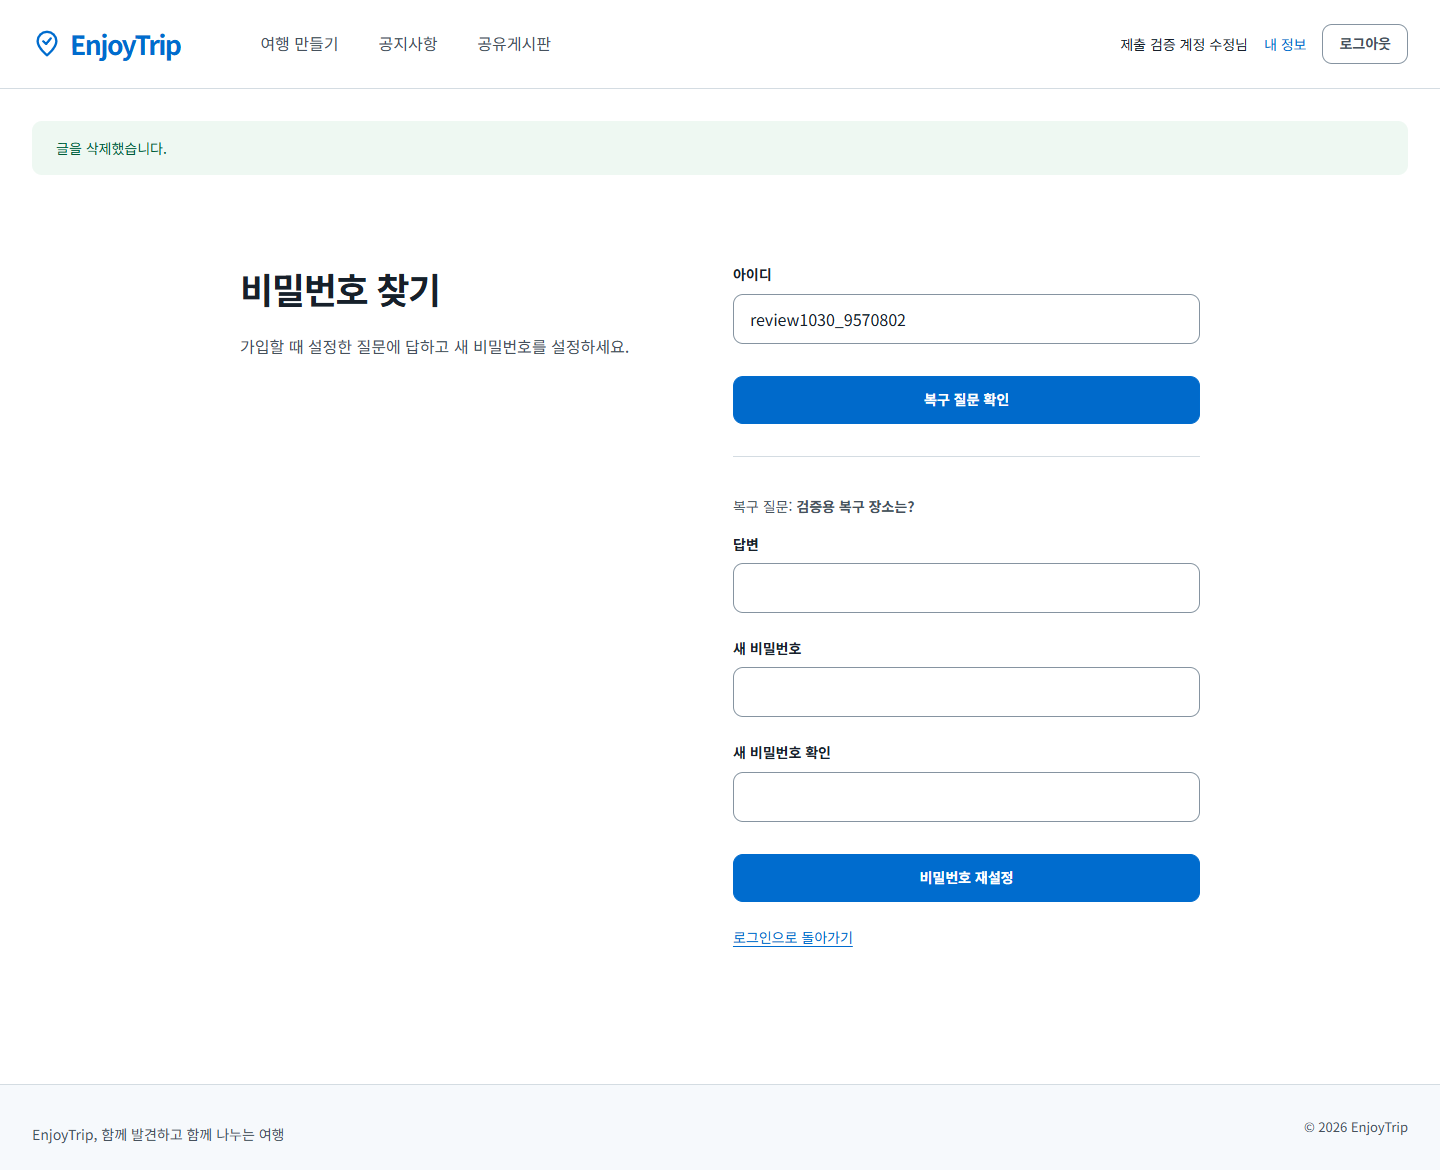 EnjoyTrip
여행 만들기
공지사항
공유게시판
제출 검증 계정 수정님
내 정보
로그아웃
글을 삭제했습니다.
비밀번호 찾기
가입할 때 설정한 질문에 답하고 새 비밀번호를 설정하세요.
아이디
review1030_9570802
복구 질문 확인
복구 질문: 검증용 복구 장소는?
답변
새 비밀번호
새 비밀번호 확인
비밀번호 재설정
로그인으로 돌아가기
EnjoyTrip, 함께 발견하고 함께 나누는 여행
© 2026 EnjoyTrip